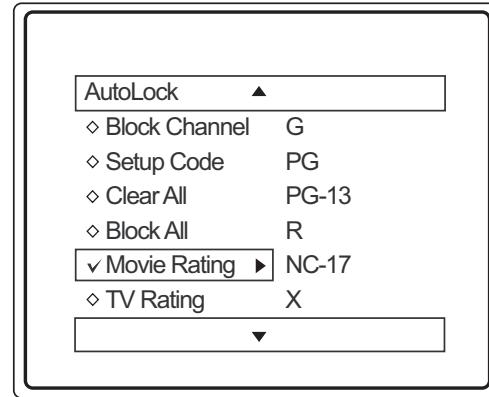 AutoLock ▲
◇ Block Channel G
◇ Setup Code PG
◇ Clear All PG-13
◇ Block All R
✓ Movie Rating ▶ NC-17
◇ TV Rating X
▼